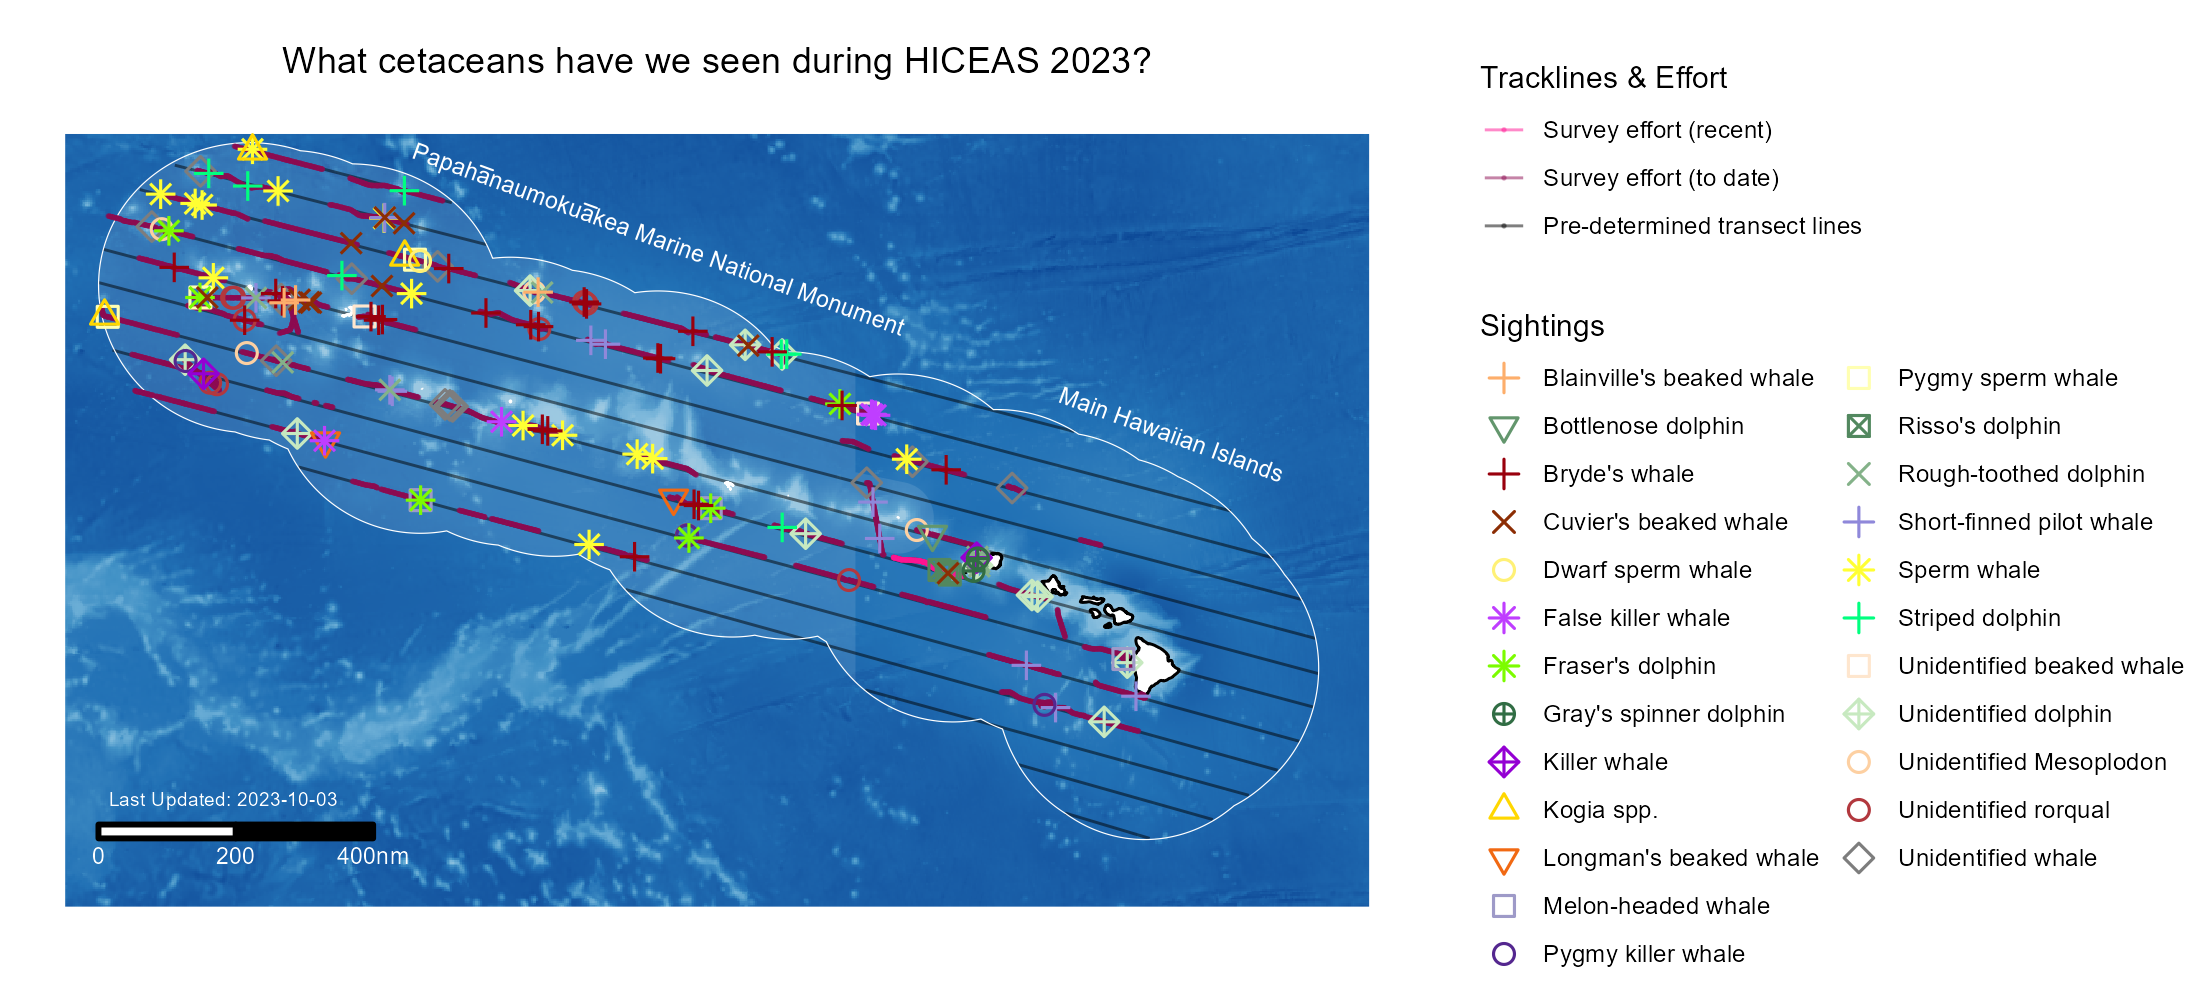 What cetaceans have we seen during HICEAS 2023?
Papahānaumokuākea Marine National Monument
Main Hawaiian Islands
Last Updated: 2023-10-03
0 200 400nm
Tracklines & Effort
Survey effort (recent)
Survey effort (to date)
Pre-determined transect lines
Sightings
Blainville's beaked whale
Bottlenose dolphin
Bryde's whale
Cuvier's beaked whale
Dwarf sperm whale
False killer whale
Fraser's dolphin
Gray's spinner dolphin
Killer whale
Kogia spp.
Longman's beaked whale
Melon-headed whale
Pygmy killer whale
Pygmy sperm whale
Risso's dolphin
Rough-toothed dolphin
Short-finned pilot whale
Sperm whale
Striped dolphin
Unidentified beaked whale
Unidentified dolphin
Unidentified Mesoplodon
Unidentified rorqual
Unidentified whale